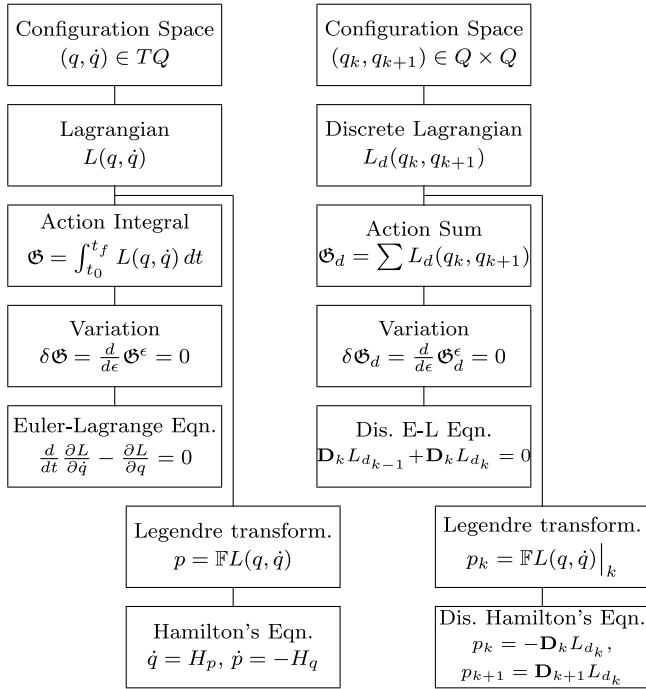 Configuration Space
(q, q̇) ∈ TQ
Lagrangian
L(q, q̇)
Action Integral
𝕲 = ∫_{t_0}^{t_f} L(q, q̇) dt
Variation
δ𝕲 = d/dϵ 𝕲^ϵ = 0
Euler-Lagrange Eqn.
d/dt ∂L/∂q̇ − ∂L/∂q = 0
Legendre transform.
p = 𝔽L(q, q̇)
Hamilton's Eqn.
q̇ = H_p, ṗ = −H_q
Configuration Space
(q_k, q_{k+1}) ∈ Q × Q
Discrete Lagrangian
L_d(q_k, q_{k+1})
Action Sum
𝕲_d = ∑ L_d(q_k, q_{k+1})
Variation
δ𝕲_d = d/dϵ 𝕲_d^ϵ = 0
Dis. E-L Eqn.
𝐃_k L_{d_{k−1}} + 𝐃_k L_{d_k} = 0
Legendre transform.
p_k = 𝔽L(q, q̇)|_k
Dis. Hamilton's Eqn.
p_k = −𝐃_k L_{d_k},
p_{k+1} = 𝐃_{k+1} L_{d_k}